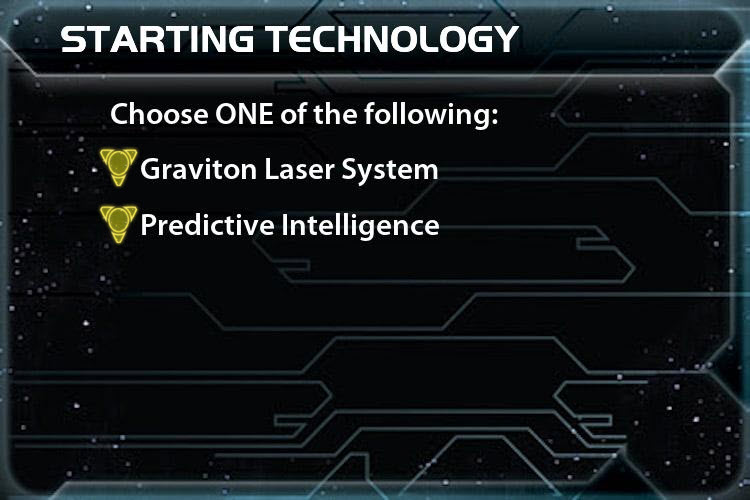 STARTING TECHNOLOGY
Choose ONE of the following:
Graviton Laser System
Predictive Intelligence